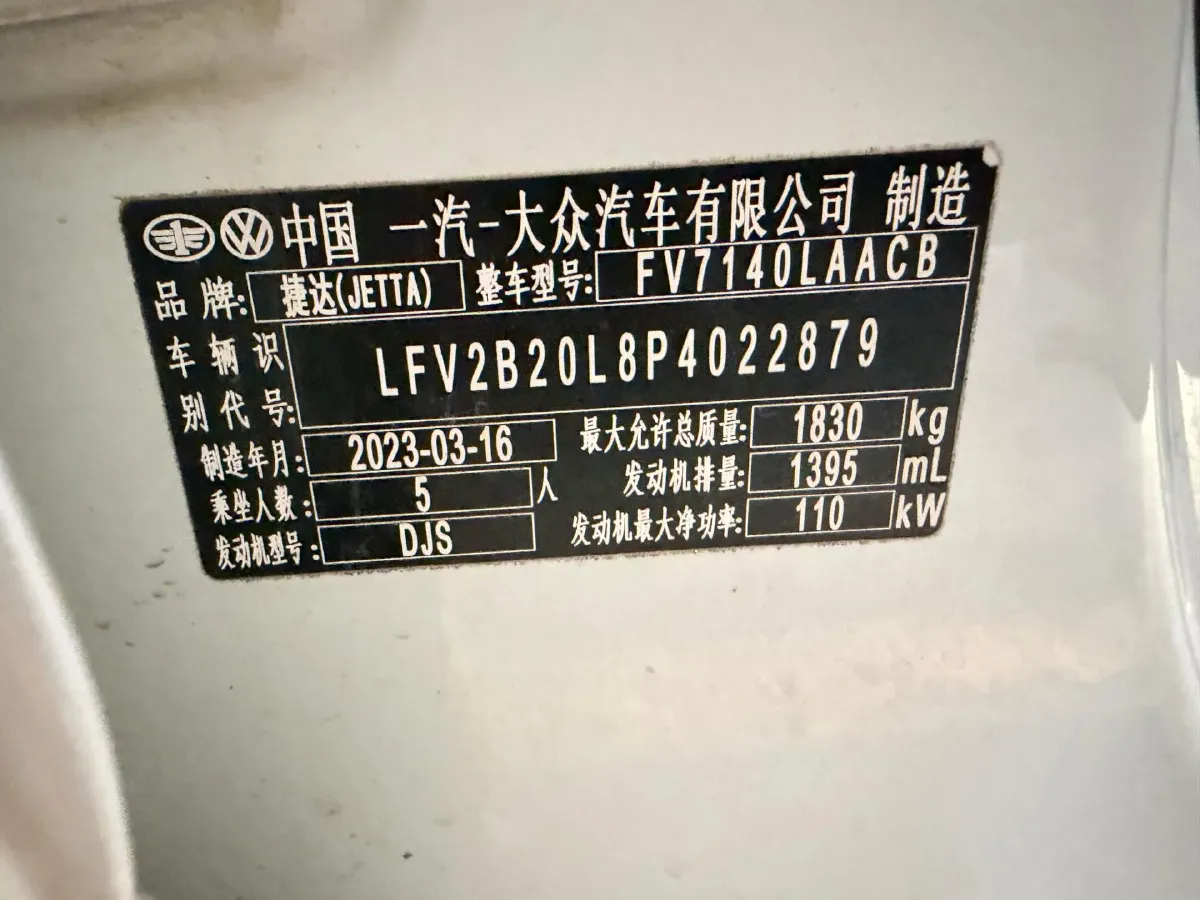 中国 一汽-大众汽车有限公司 制造
品牌: 捷达(JETTA) 整车型号: FV7140LAACB
车辆识别代号: LFV2B20L8P4022879
制造年月: 2023-03-16 最大允许总质量: 1830 kg
乘坐人数: 5 人 发动机排量: 1395 mL
发动机型号: DJS 发动机最大净功率: 110 kW